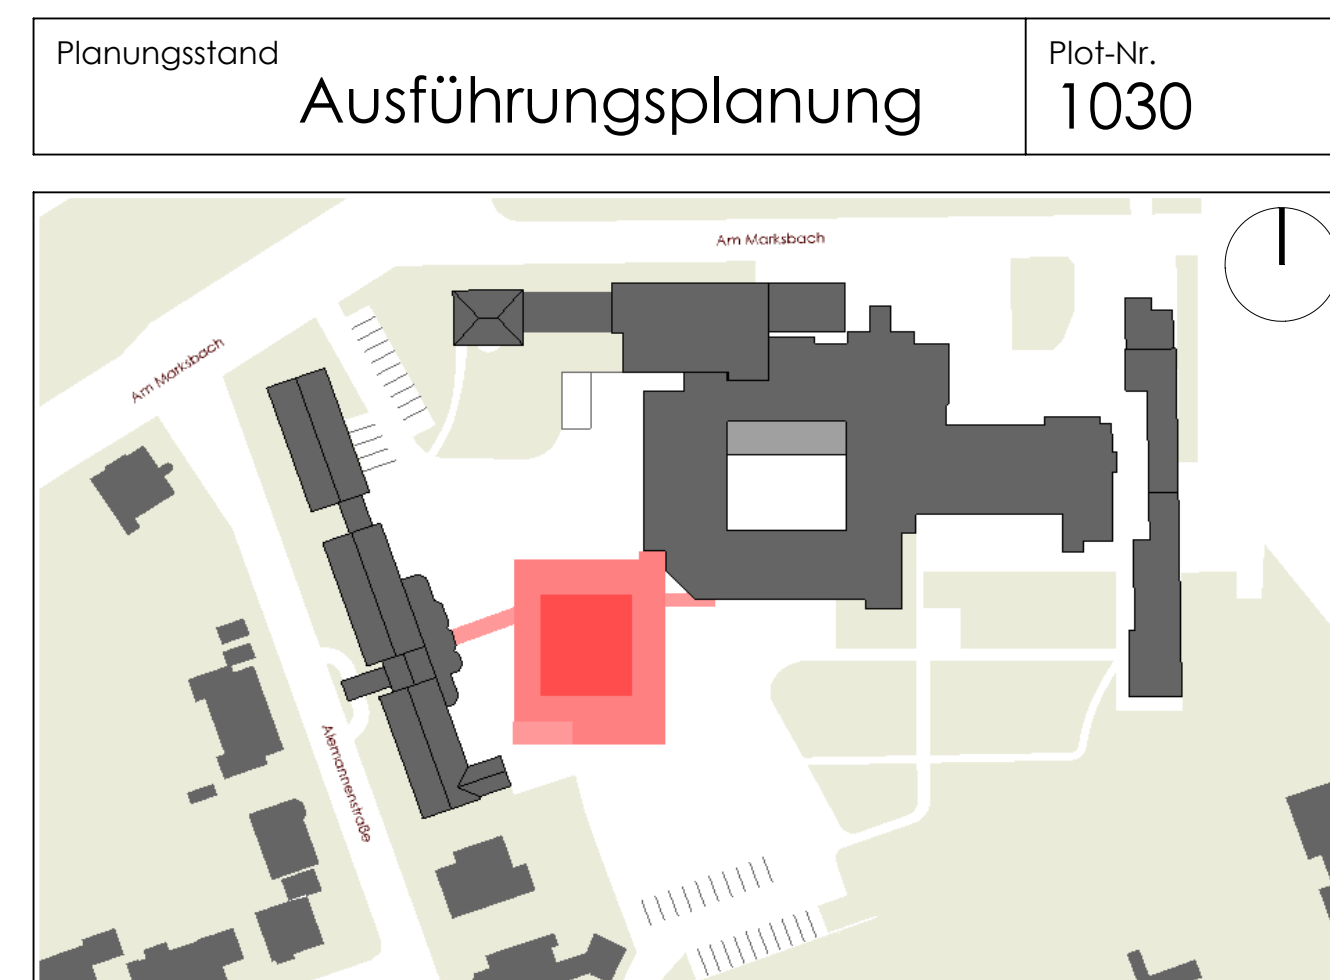 Planungsstand
Ausführungsplanung
Plot-Nr.
1030
Am Marksbach
Am Marksbach
Alemannenstraße